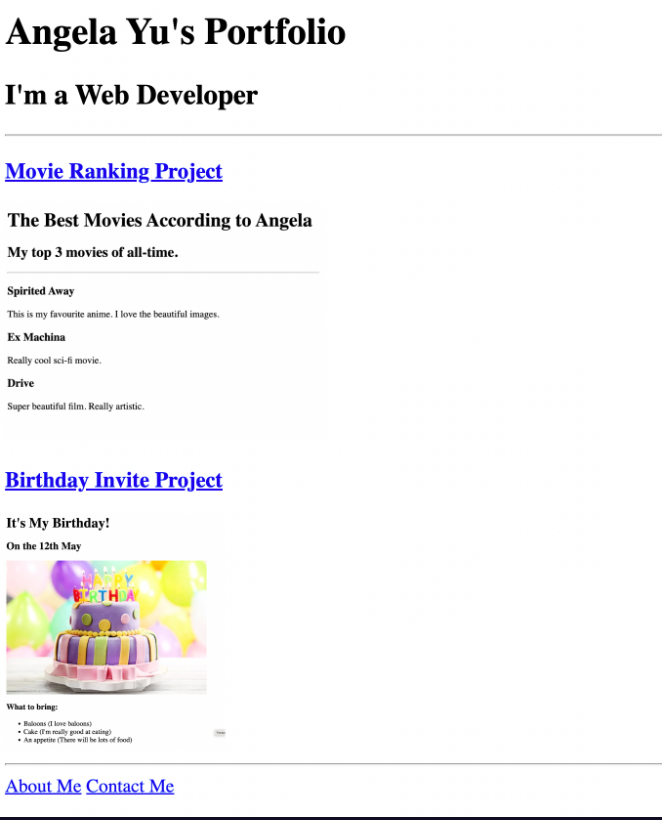 Angela Yu's Portfolio
I'm a Web Developer
Movie Ranking Project
The Best Movies According to Angela
My top 3 movies of all-time.
Spirited Away
This is my favourite anime. I love the beautiful images.
Ex Machina
Really cool sci-fi movie.
Drive
Super beautiful film. Really artistic.
Birthday Invite Project
It's My Birthday!
On the 12th May
HAPPY
BIRTHDAY
What to bring:
• Baloons (I love baloons)
• Cake (I'm really good at eating)
• An appetite (There will be lots of food)
About Me Contact Me